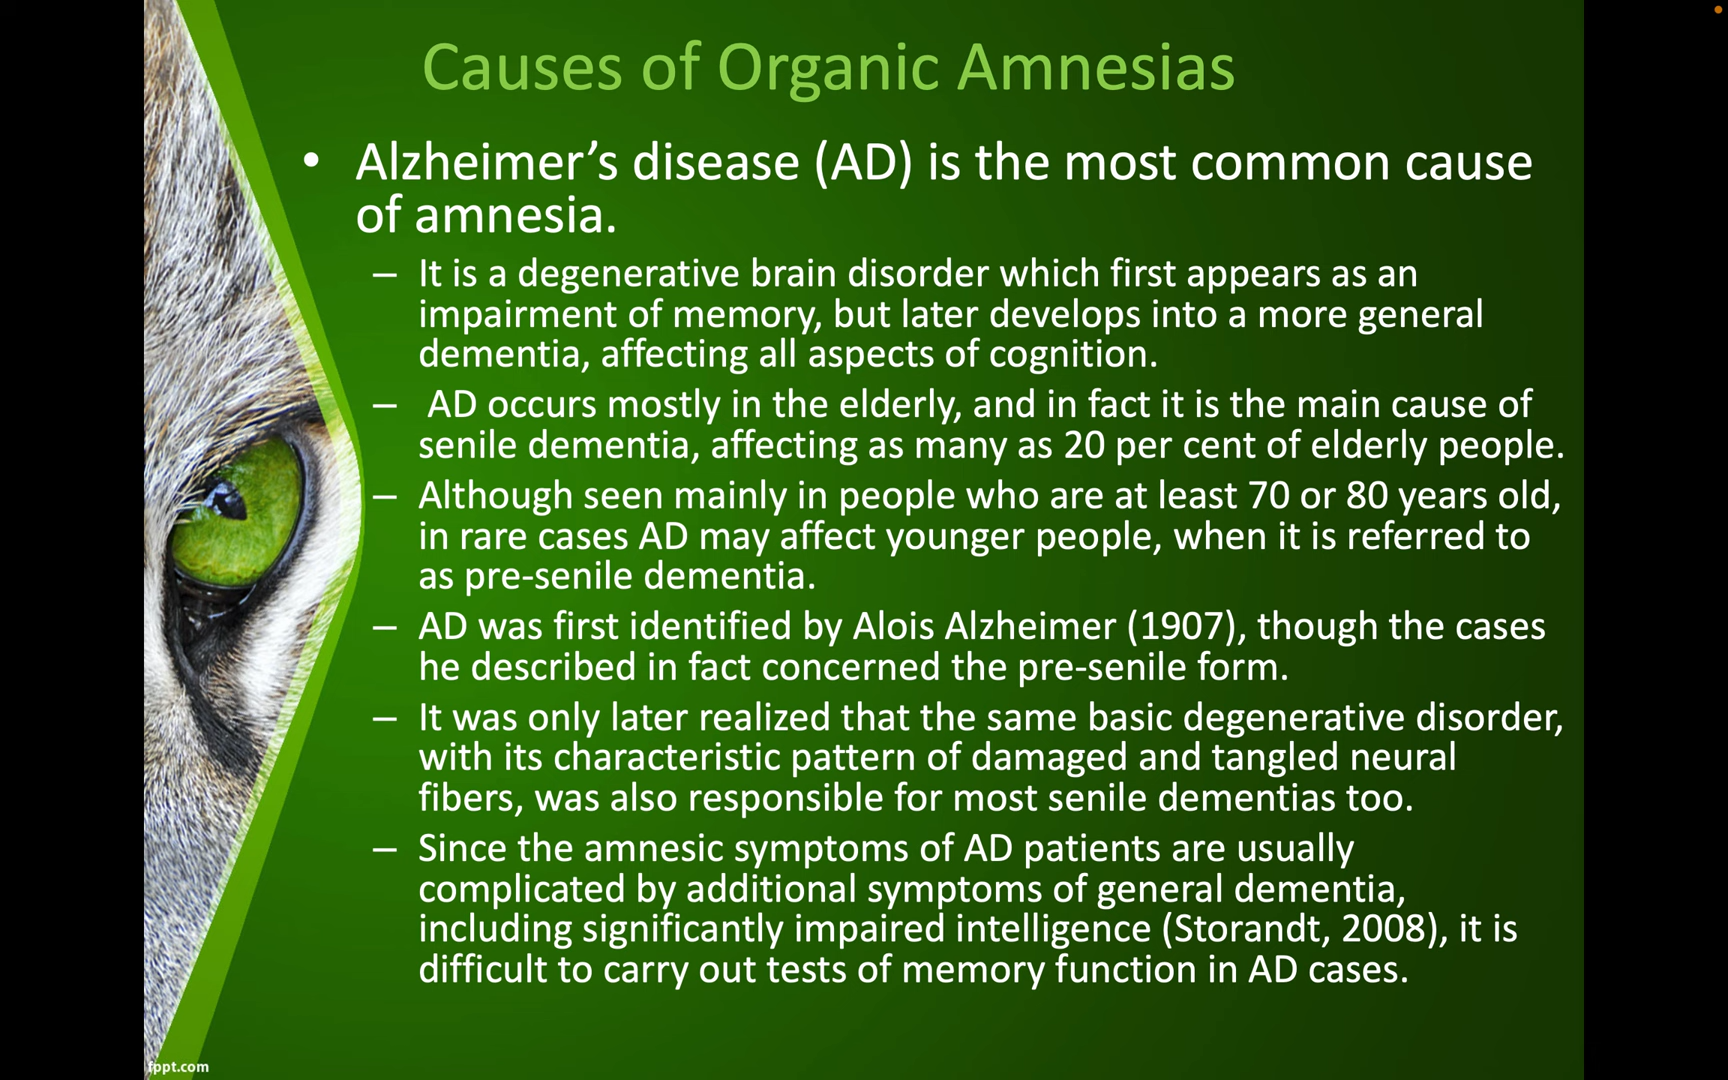 Causes of Organic Amnesias
• Alzheimer’s disease (AD) is the most common cause
of amnesia.
– It is a degenerative brain disorder which first appears as an
impairment of memory, but later develops into a more general
dementia, affecting all aspects of cognition.
– AD occurs mostly in the elderly, and in fact it is the main cause of
senile dementia, affecting as many as 20 per cent of elderly people.
– Although seen mainly in people who are at least 70 or 80 years old,
in rare cases AD may affect younger people, when it is referred to
as pre-senile dementia.
– AD was first identified by Alois Alzheimer (1907), though the cases
he described in fact concerned the pre-senile form.
– It was only later realized that the same basic degenerative disorder,
with its characteristic pattern of damaged and tangled neural
fibers, was also responsible for most senile dementias too.
– Since the amnesic symptoms of AD patients are usually
complicated by additional symptoms of general dementia,
including significantly impaired intelligence (Storandt, 2008), it is
difficult to carry out tests of memory function in AD cases.
fppt.com